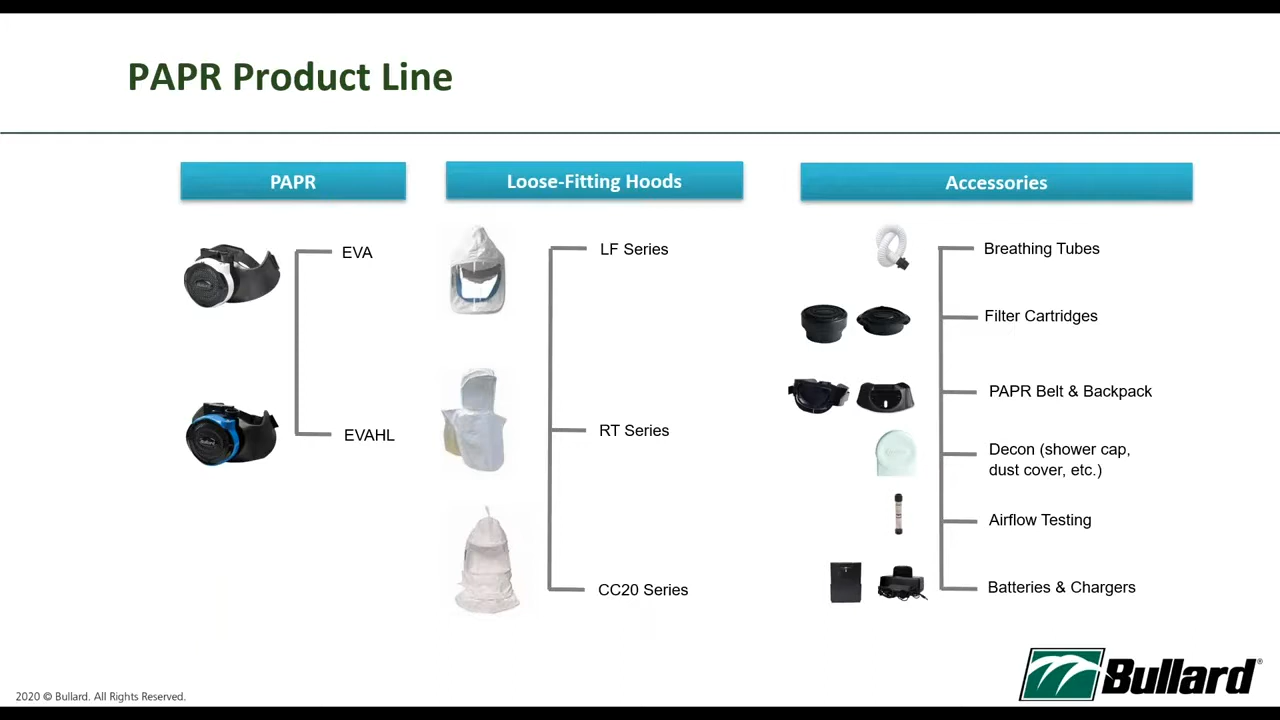 PAPR Product Line
PAPR
EVA
EVAHL
Loose-Fitting Hoods
LF Series
RT Series
CC20 Series
Accessories
Breathing Tubes
Filter Cartridges
PAPR Belt & Backpack
Decon (shower cap,
dust cover, etc.)
Airflow Testing
Batteries & Chargers
2020 © Bullard. All Rights Reserved.
Bullard®